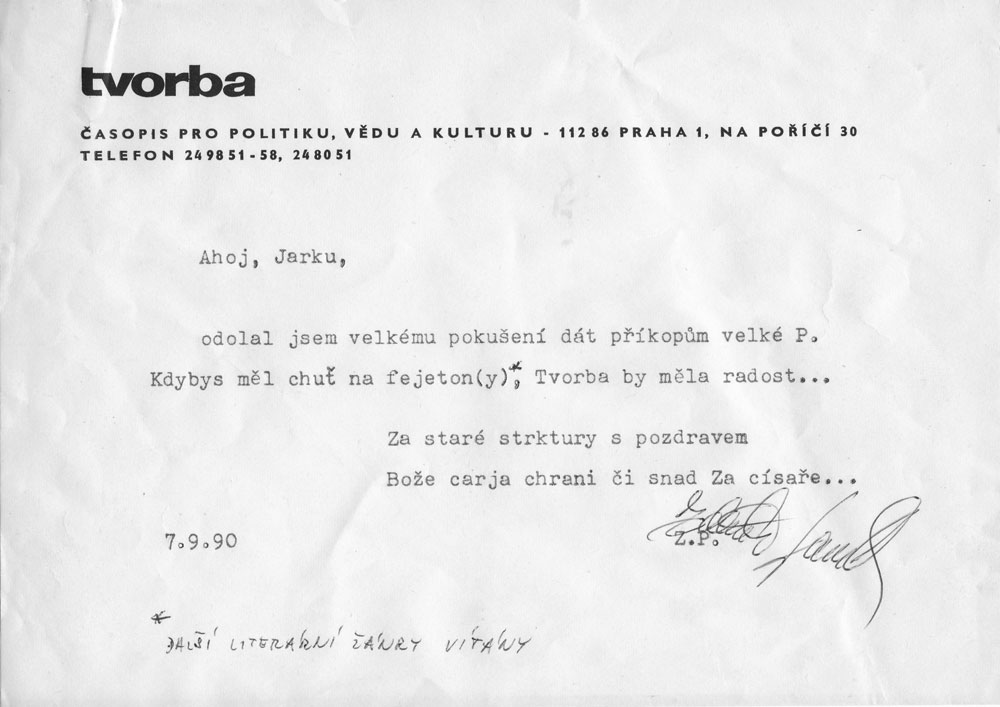 tvorba
ČASOPIS PRO POLITIKU, VĚDU A KULTURU - 112 86 PRAHA 1, NA POŘÍČÍ 30
TELEFON 249851-58, 248051
Ahoj, Jarku,
odolal jsem velkému pokušení dát příkopům velké P.
Kdybys měl chuť na fejeton(y)*, Tvorba by měla radost...
Za staré strktury s pozdravem
Bože carja chrani či snad Za císaře...
7.9.90
Z.P.
*
DALŠÍ LITERÁRNÍ ŽÁNRY VÍTÁNY